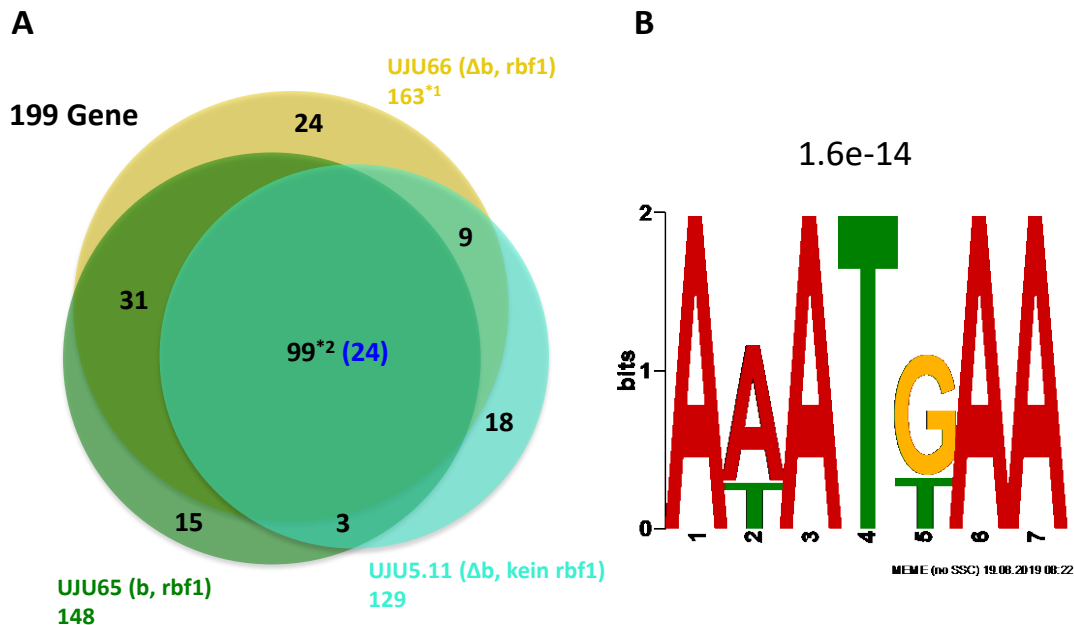 A
B
UJU66 (Δb, rbf1)
163*1
199 Gene
24
1.6e-14
9
31
99*2 (24)
18
15
3
UJU65 (b, rbf1)
148
UJU5.11 (Δb, kein rbf1)
129
bits
2
1
0
A A A T G A A
T T
1 2 3 4 5 6 7
MEME (no SSC) 19.08.2019 08:22